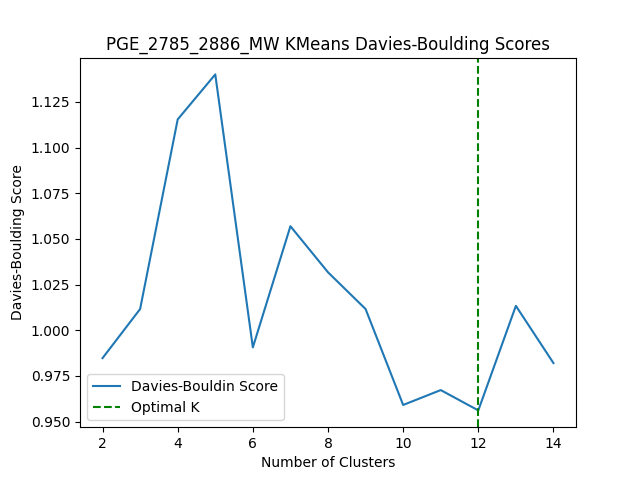 PGE_2785_2886_MW KMeans Davies-Boulding Scores
Davies-Boulding Score
1.125
1.100
1.075
1.050
1.025
1.000
0.975
0.950
Davies-Bouldin Score
Optimal K
2 4 6 8 10 12 14
Number of Clusters